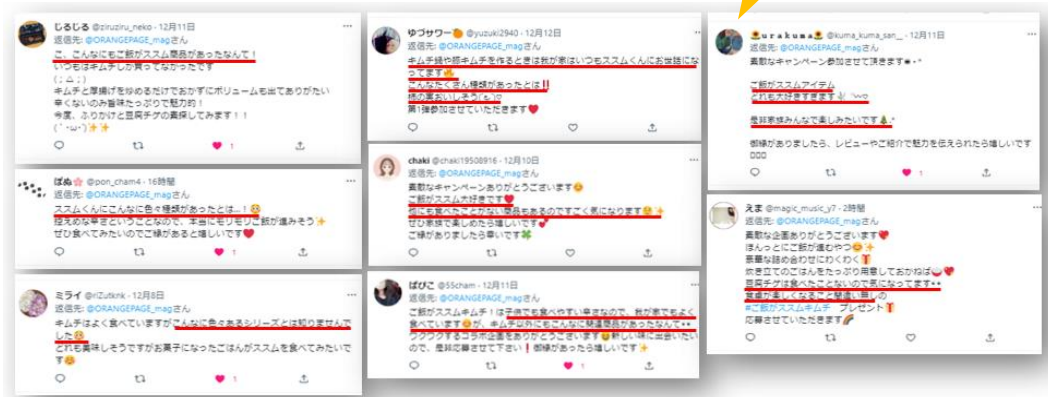 じるじる @ziruziru_neko・12月11日
返信先: @ORANGEPAGE_magさん
こ、こんなにもご飯がススム商品があったなんて！
いつもはキムチしか買ってなかったです
(；△；)
キムチと厚揚げを炒めるだけでおかずにボリュームも出てありがたい
辛くないのみ旨味たっぷりで魅力的！
今度、ふりかけと豆腐チゲの素探してみます！！
(｀･ω･´)✨✨
1
ぱぬ🌸 @pon_cham4・16時間
返信先: @ORANGEPAGE_magさん
ススムくんにこんなに色々種類があったとは…！
控えめな辛さということなので、本当にモリモリご飯が進みそう✨
ぜひ食べてみたいのでご縁があると嬉しいです❤
1
ミライ @riZutknk・12月8日
返信先: @ORANGEPAGE_magさん
キムチはよく食べていますがこんなに色々あるシリーズとは知りませんで
した
どれも美味しそうですがお菓子になったごはんがススムを食べてみたいで
す
1
ゆづサワー🍊 @yuzuki2940・12月12日
返信先: @ORANGEPAGE_magさん
キムチ鍋や豚キムチを作るときは我が家はいつもススムくんにお世話にな
ってます🔥
こんなたくさん種類があったとは‼
柿の実おいしそう
第1弾参加させていただきます❤
chaki @chaki19508916・12月10日
返信先: @ORANGEPAGE_magさん
素敵なキャンペーンありがとうございます😊
ご飯がススム大好きです❤
他にも食べたことがない商品もあるのですごく気になります✨
ぜひ家族で楽しめたら嬉しいです💕
ご縁がありましたら幸いです🍀
ぱぴこ @55cham・12月11日
返信先: @ORANGEPAGE_magさん
ご飯がススムキムチ！は子供でも食べやすい辛さなので、我が家でもよく
食べています😊が、キムチ以外にもこんなに関連商品があったなんて👀
ワクワクするコラボ企画をありがとうございます😆新しい味に出会いたい
ので、是非応募させて下さい❗御縁があったら嬉しいです✨
1
🌻urakuma🌻 @kuma_kuma_san__・12月11日
返信先: @ORANGEPAGE_magさん
素敵なキャンペーン参加させて頂きます
ご飯がススムアイテム
どれも大好きすぎます
是非家族みんなで楽しみたいです🎄.*
御縁がありましたら、レビューやご紹介で魅力を伝えられたら嬉しいです
1
えま @magic_music_y7・2時間
返信先: @ORANGEPAGE_magさん
素敵な企画ありがとうございます💖
ほんっとにご飯が進むやつ😊✨
豪華な詰め合わせにわくわく🎁
炊き立てのごはんをたっぷり用意しておかねば🍚💖
豆腐チゲは食べたことないので気になってます👀
食卓が楽しくなること間違い無しの
#ご飯がススムキムチ プレゼント🎁
応募させていただきます🌈